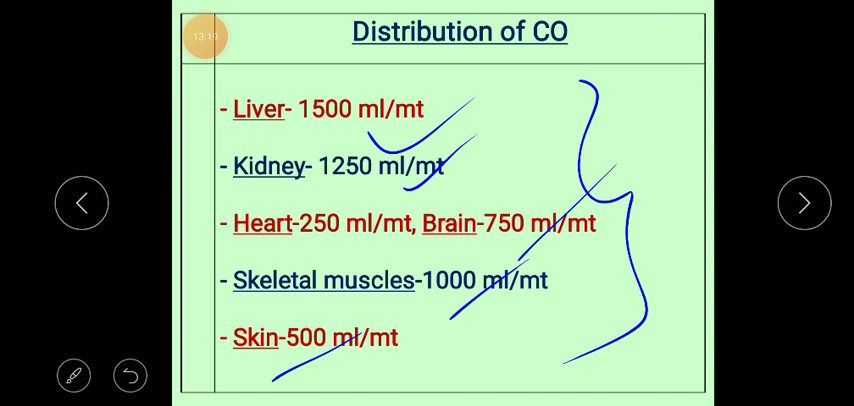 13:19
Distribution of CO
- Liver- 1500 ml/mt
- Kidney- 1250 ml/mt
- Heart-250 ml/mt, Brain-750 ml/mt
- Skeletal muscles-1000 ml/mt
- Skin-500 ml/mt